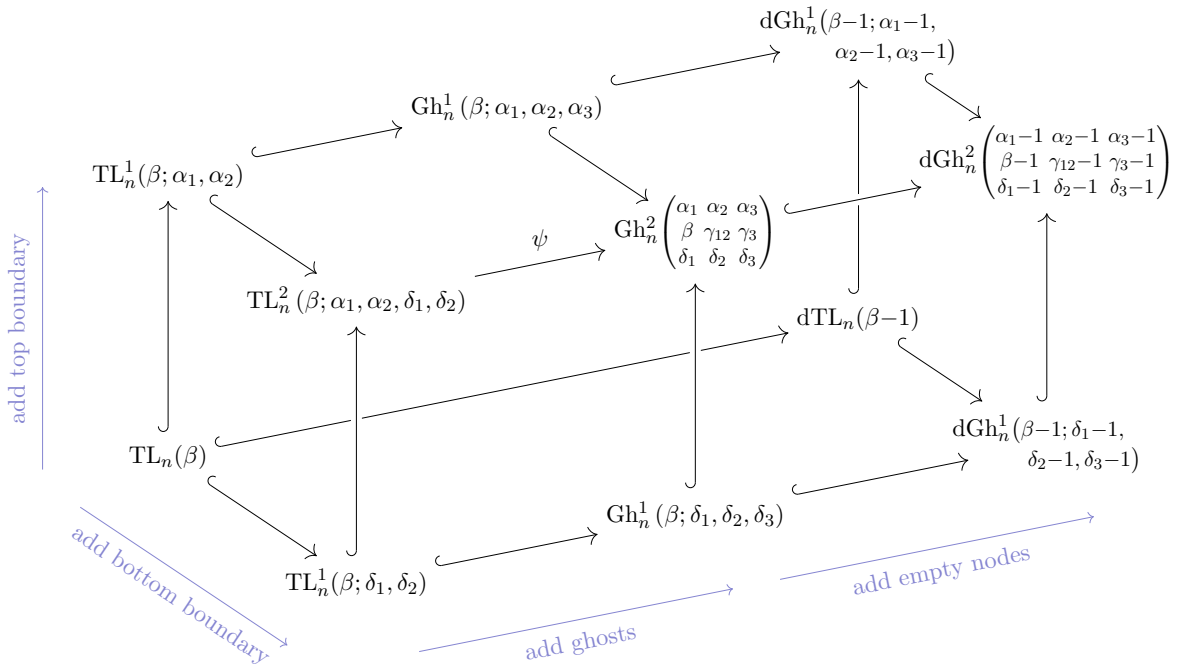 dGh¹ₙ(β−1; α₁−1,
α₂−1, α₃−1)
Gh¹ₙ (β; α₁, α₂, α₃)
dGh²ₙ
α₁−1 α₂−1 α₃−1
β−1 γ₁₂−1 γ₃−1
δ₁−1 δ₂−1 δ₃−1
TL¹ₙ(β; α₁, α₂)
Gh²ₙ
α₁ α₂ α₃
β γ₁₂ γ₃
δ₁ δ₂ δ₃
ψ
TL²ₙ (β; α₁, α₂, δ₁, δ₂)
dTLₙ(β−1)
add top boundary
TLₙ(β)
dGh¹ₙ(β−1; δ₁−1,
δ₂−1, δ₃−1)
Gh¹ₙ (β; δ₁, δ₂, δ₃)
TL¹ₙ(β; δ₁, δ₂)
add bottom boundary
add ghosts
add empty nodes